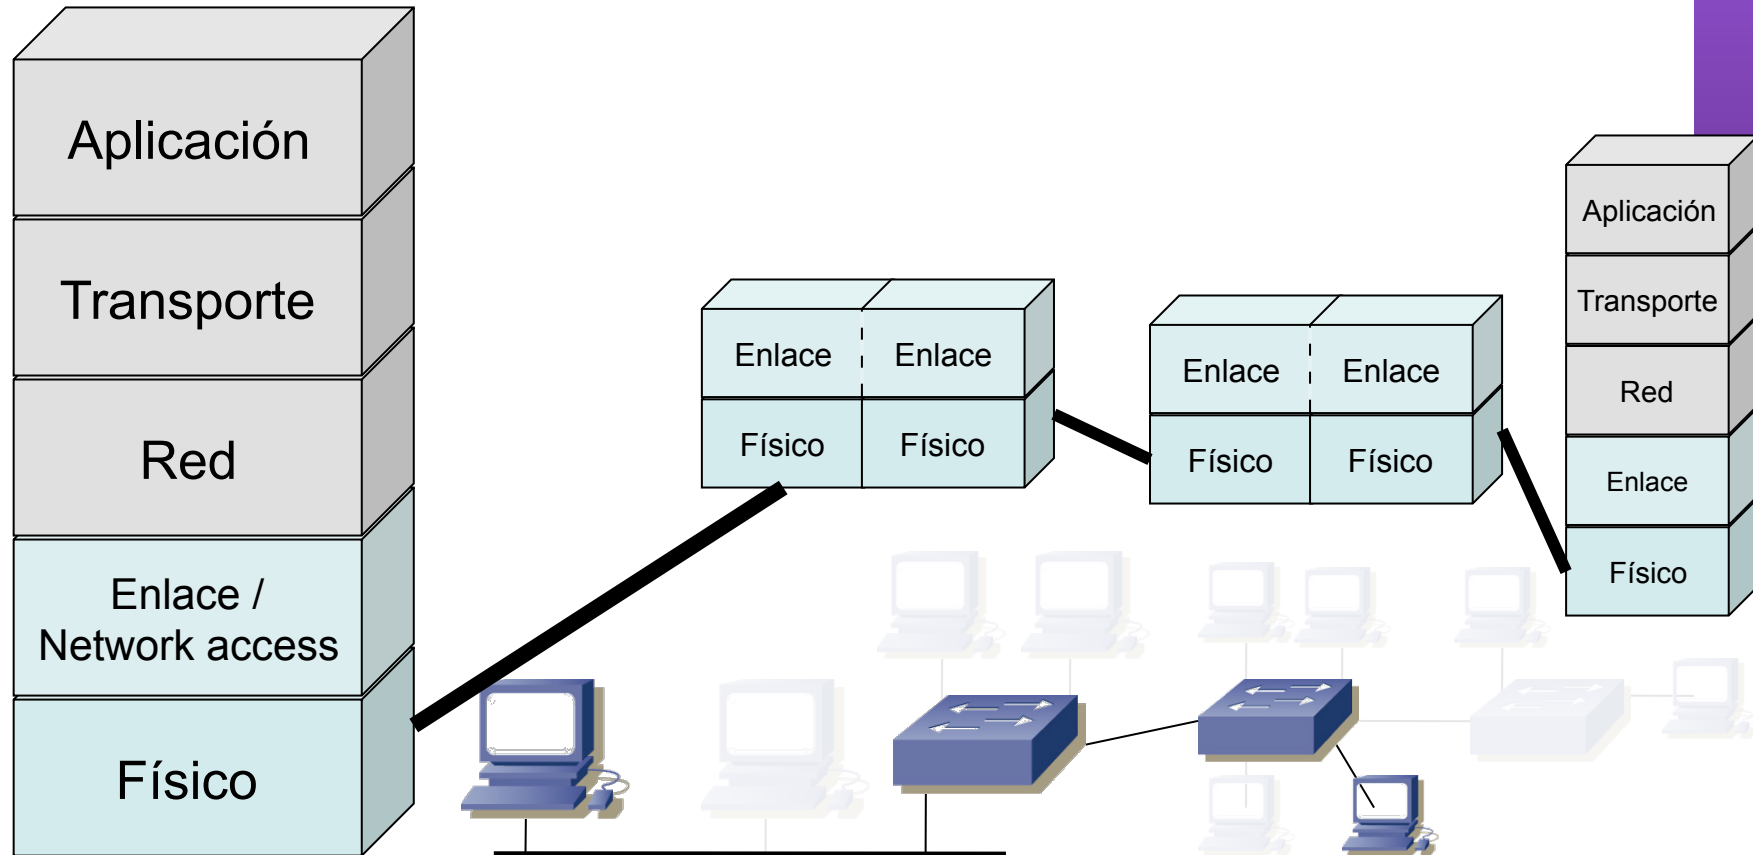 Aplicación
Transporte
Red
Enlace /
Network access
Físico
Enlace Enlace
Físico Físico
Enlace Enlace
Físico Físico
Aplicación
Transporte
Red
Enlace
Físico